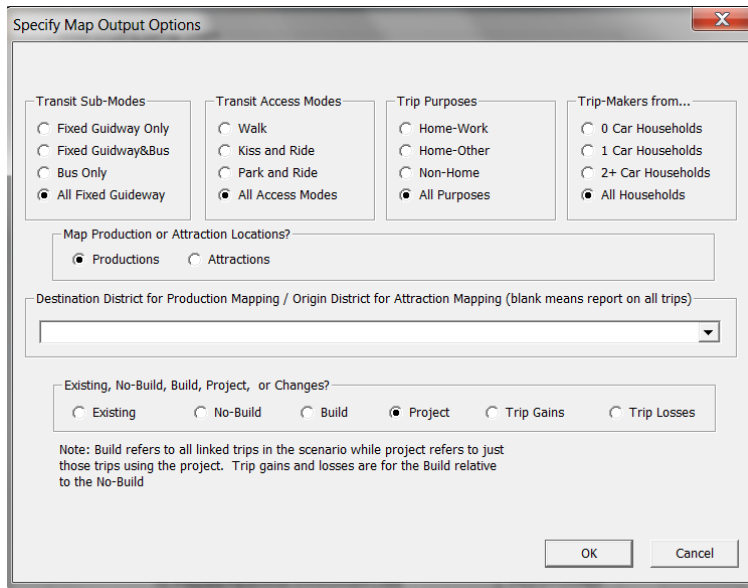 Specify Map Output Options
X
Transit Sub-Modes
Fixed Guidway Only
Fixed Guidway&Bus
Bus Only
All Fixed Guideway
Transit Access Modes
Walk
Kiss and Ride
Park and Ride
All Access Modes
Trip Purposes
Home-Work
Home-Other
Non-Home
All Purposes
Trip-Makers from...
0 Car Households
1 Car Households
2+ Car Households
All Households
Map Production or Attraction Locations?
Productions
Attractions
Destination District for Production Mapping / Origin District for Attraction Mapping (blank means report on all trips)
Existing, No-Build, Build, Project, or Changes?
Existing
No-Build
Build
Project
Trip Gains
Trip Losses
Note: Build refers to all linked trips in the scenario while project refers to just
those trips using the project. Trip gains and losses are for the Build relative
to the No-Build
OK
Cancel